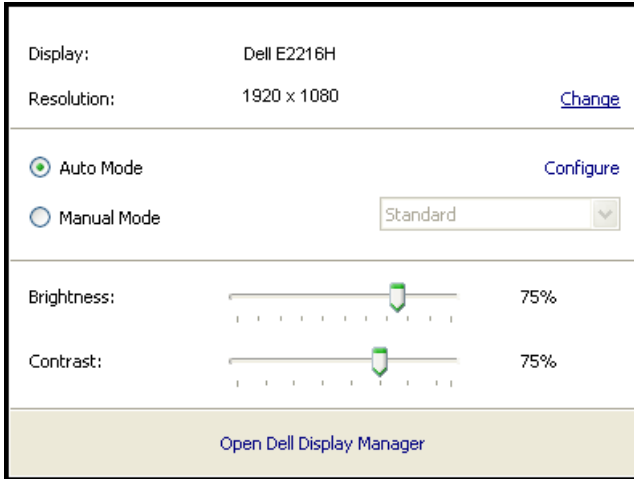 Display: Dell E2216H
Resolution: 1920 x 1080 Change
Auto Mode Configure
Manual Mode Standard
Brightness: 75%
Contrast: 75%
Open Dell Display Manager